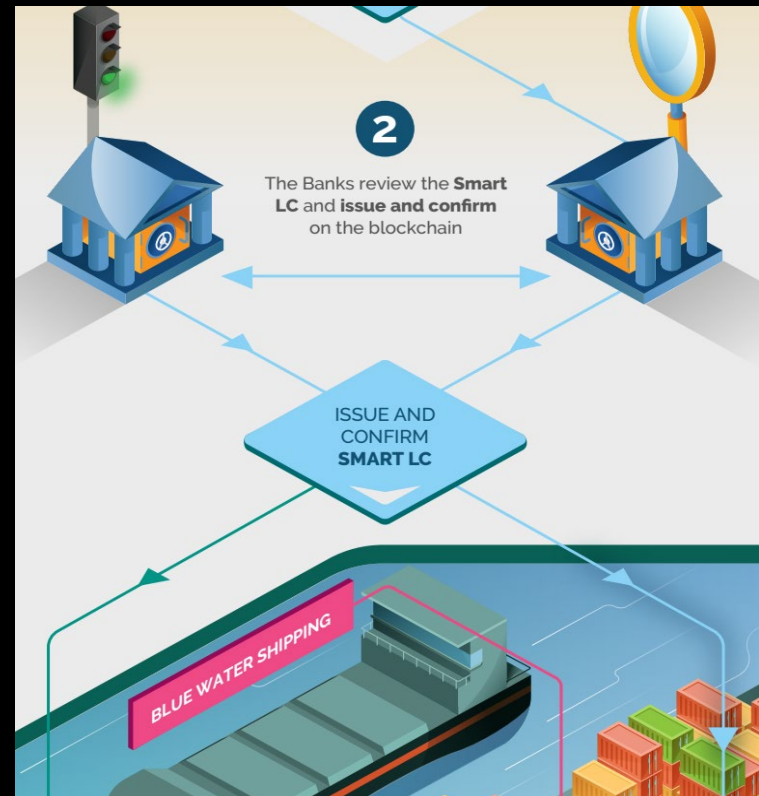 2
The Banks review the Smart
LC and issue and confirm
on the blockchain
ISSUE AND
CONFIRM
SMART LC
BLUE WATER SHIPPING